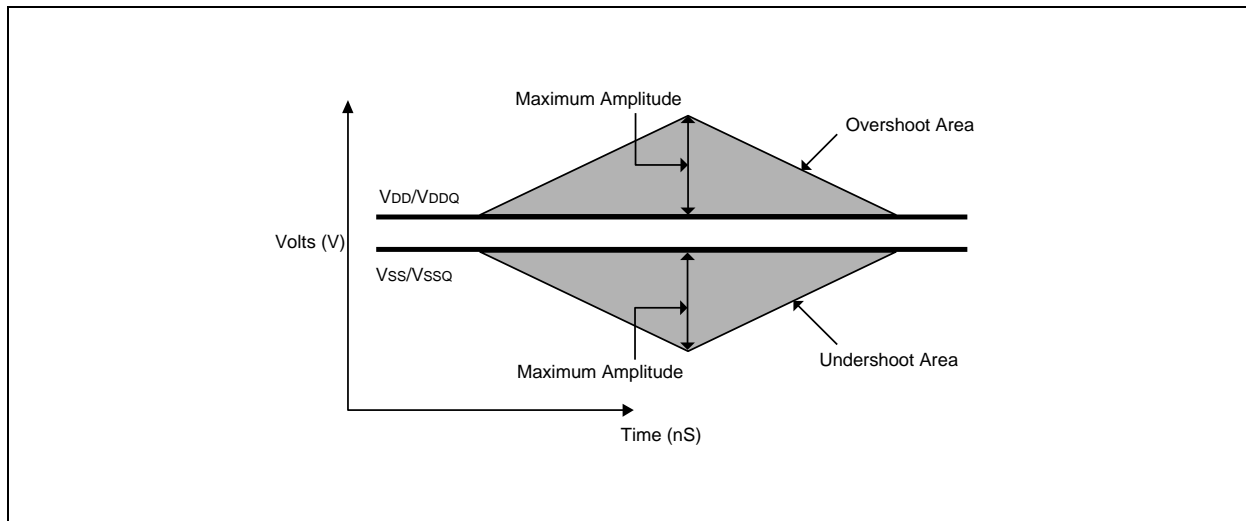 Maximum Amplitude
Overshoot Area
VDD/VDDQ
Volts (V)
VSS/VSSQ
Undershoot Area
Maximum Amplitude
Time (nS)